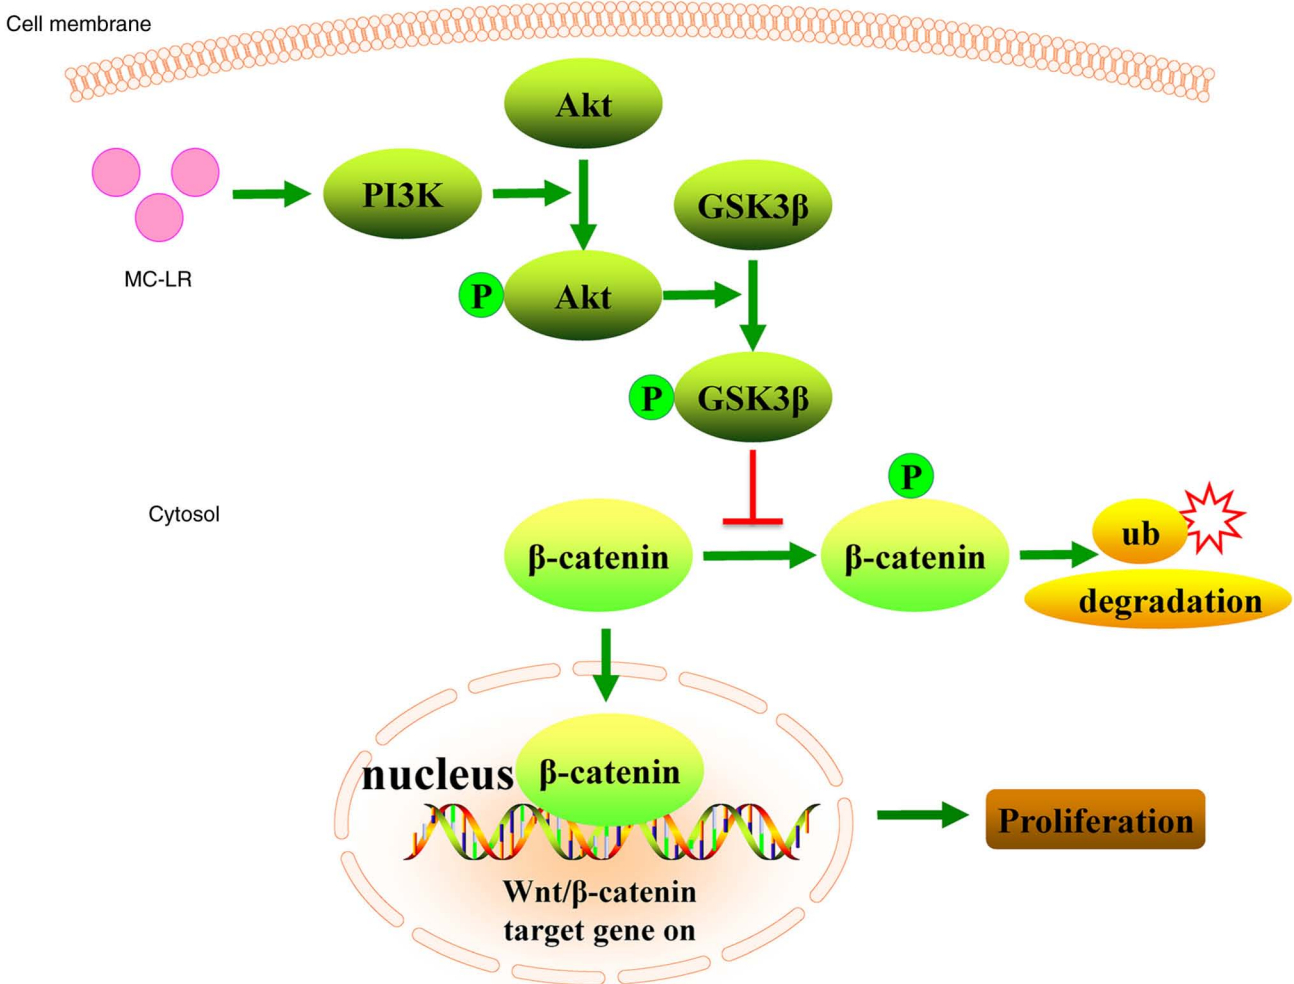 Cell membrane
Akt
PI3K
GSK3β
MC-LR
P
Akt
P
GSK3β
P
Cytosol
β-catenin
β-catenin
ub
degradation
nucleus
β-catenin
Proliferation
Wnt/β-catenin
target gene on